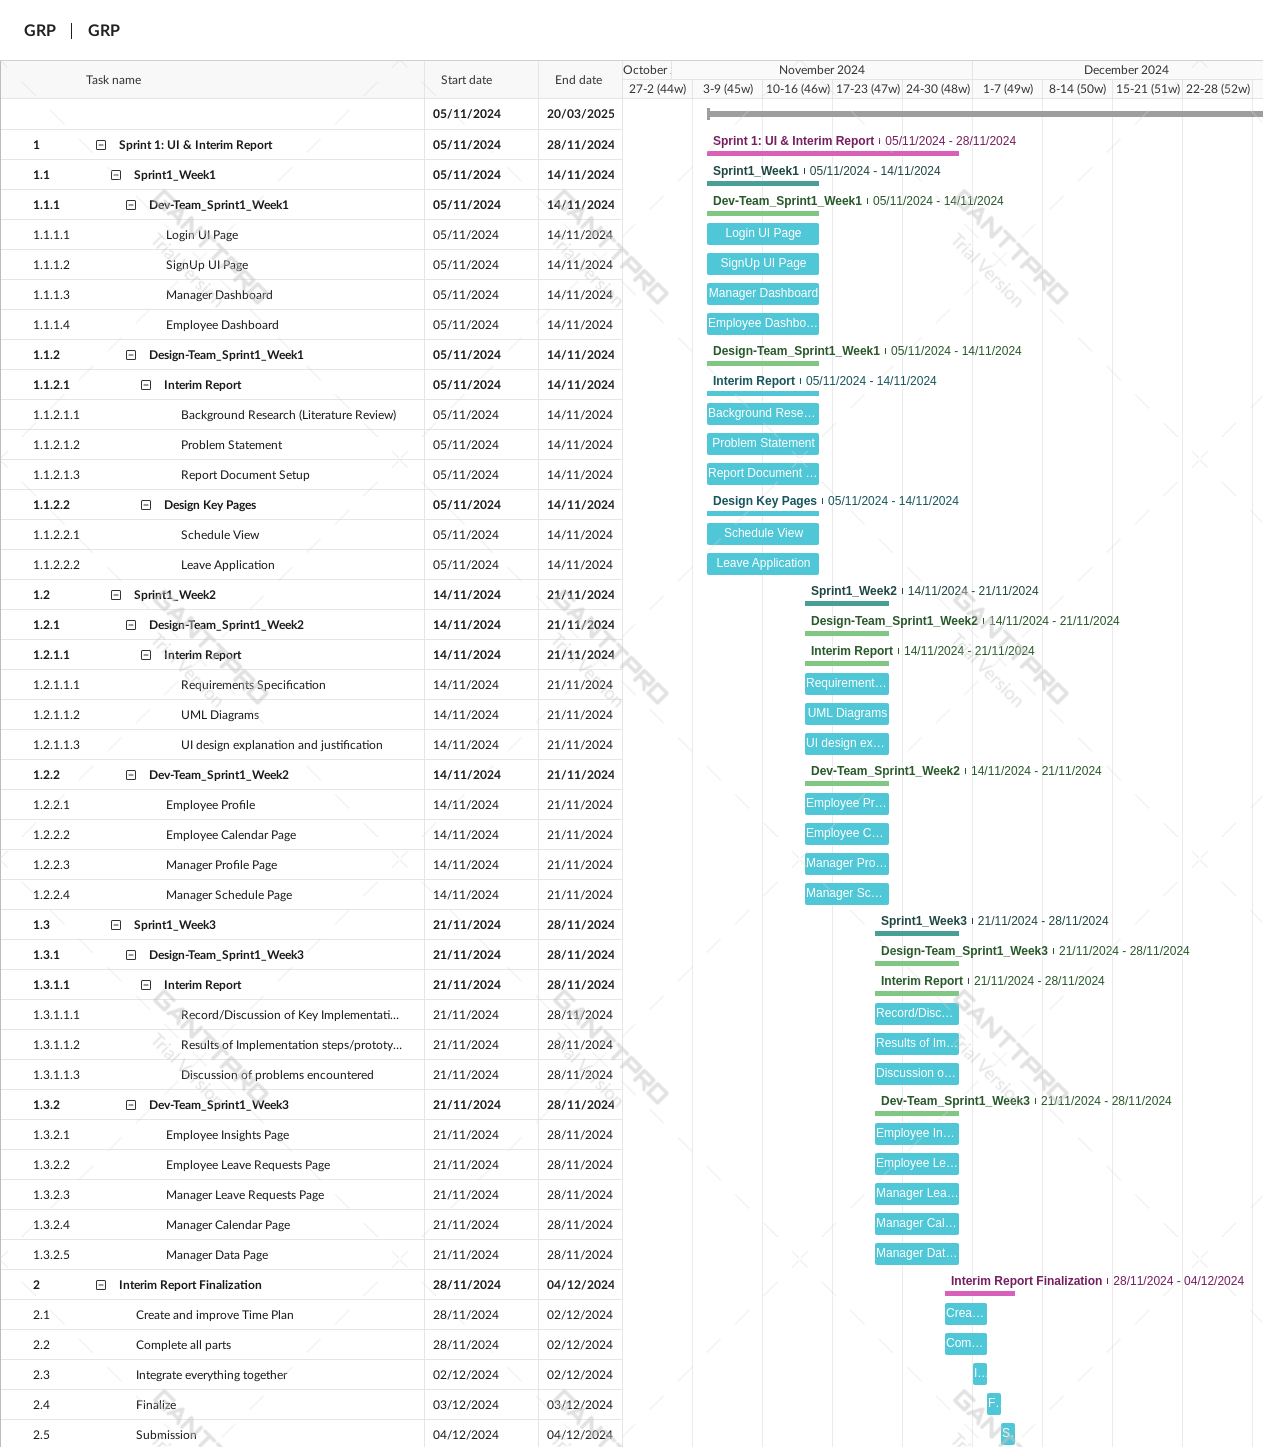 GRP | GRP
Task name Start date End date October November 2024 December 2024
27-2 (44w) 3-9 (45w) 10-16 (46w) 17-23 (47w) 24-30 (48w) 1-7 (49w) 8-14 (50w) 15-21 (51w) 22-28 (52w)
05/11/2024 20/03/2025
1 Sprint 1: UI & Interim Report 05/11/2024 28/11/2024 Sprint 1: UI & Interim Report 05/11/2024 - 28/11/2024
1.1 Sprint1_Week1 05/11/2024 14/11/2024 Sprint1_Week1 05/11/2024 - 14/11/2024
1.1.1 Dev-Team_Sprint1_Week1 05/11/2024 14/11/2024 Dev-Team_Sprint1_Week1 05/11/2024 - 14/11/2024
1.1.1.1 Login UI Page 05/11/2024 14/11/2024 Login UI Page
1.1.1.2 SignUp UI Page 05/11/2024 14/11/2024 SignUp UI Page
1.1.1.3 Manager Dashboard 05/11/2024 14/11/2024 Manager Dashboard
1.1.1.4 Employee Dashboard 05/11/2024 14/11/2024 Employee Dashbo...
1.1.2 Design-Team_Sprint1_Week1 05/11/2024 14/11/2024 Design-Team_Sprint1_Week1 05/11/2024 - 14/11/2024
1.1.2.1 Interim Report 05/11/2024 14/11/2024 Interim Report 05/11/2024 - 14/11/2024
1.1.2.1.1 Background Research (Literature Review) 05/11/2024 14/11/2024 Background Rese...
1.1.2.1.2 Problem Statement 05/11/2024 14/11/2024 Problem Statement
1.1.2.1.3 Report Document Setup 05/11/2024 14/11/2024 Report Document ...
1.1.2.2 Design Key Pages 05/11/2024 14/11/2024 Design Key Pages 05/11/2024 - 14/11/2024
1.1.2.2.1 Schedule View 05/11/2024 14/11/2024 Schedule View
1.1.2.2.2 Leave Application 05/11/2024 14/11/2024 Leave Application
1.2 Sprint1_Week2 14/11/2024 21/11/2024 Sprint1_Week2 14/11/2024 - 21/11/2024
1.2.1 Design-Team_Sprint1_Week2 14/11/2024 21/11/2024 Design-Team_Sprint1_Week2 14/11/2024 - 21/11/2024
1.2.1.1 Interim Report 14/11/2024 21/11/2024 Interim Report 14/11/2024 - 21/11/2024
1.2.1.1.1 Requirements Specification 14/11/2024 21/11/2024 Requirement...
1.2.1.1.2 UML Diagrams 14/11/2024 21/11/2024 UML Diagrams
1.2.1.1.3 UI design explanation and justification 14/11/2024 21/11/2024 UI design ex...
1.2.2 Dev-Team_Sprint1_Week2 14/11/2024 21/11/2024 Dev-Team_Sprint1_Week2 14/11/2024 - 21/11/2024
1.2.2.1 Employee Profile 14/11/2024 21/11/2024 Employee Pr...
1.2.2.2 Employee Calendar Page 14/11/2024 21/11/2024 Employee C...
1.2.2.3 Manager Profile Page 14/11/2024 21/11/2024 Manager Pro...
1.2.2.4 Manager Schedule Page 14/11/2024 21/11/2024 Manager Sc...
1.3 Sprint1_Week3 21/11/2024 28/11/2024 Sprint1_Week3 21/11/2024 - 28/11/2024
1.3.1 Design-Team_Sprint1_Week3 21/11/2024 28/11/2024 Design-Team_Sprint1_Week3 21/11/2024 - 28/11/2024
1.3.1.1 Interim Report 21/11/2024 28/11/2024 Interim Report 21/11/2024 - 28/11/2024
1.3.1.1.1 Record/Discussion of Key Implementati... 21/11/2024 28/11/2024 Record/Disc...
1.3.1.1.2 Results of Implementation steps/prototy... 21/11/2024 28/11/2024 Results of Im...
1.3.1.1.3 Discussion of problems encountered 21/11/2024 28/11/2024 Discussion o...
1.3.2 Dev-Team_Sprint1_Week3 21/11/2024 28/11/2024 Dev-Team_Sprint1_Week3 21/11/2024 - 28/11/2024
1.3.2.1 Employee Insights Page 21/11/2024 28/11/2024 Employee In...
1.3.2.2 Employee Leave Requests Page 21/11/2024 28/11/2024 Employee Le...
1.3.2.3 Manager Leave Requests Page 21/11/2024 28/11/2024 Manager Lea...
1.3.2.4 Manager Calendar Page 21/11/2024 28/11/2024 Manager Cal...
1.3.2.5 Manager Data Page 21/11/2024 28/11/2024 Manager Dat...
2 Interim Report Finalization 28/11/2024 04/12/2024 Interim Report Finalization 28/11/2024 - 04/12/2024
2.1 Create and improve Time Plan 28/11/2024 02/12/2024 Crea...
2.2 Complete all parts 28/11/2024 02/12/2024 Com...
2.3 Integrate everything together 02/12/2024 02/12/2024 I...
2.4 Finalize 03/12/2024 03/12/2024 F.
2.5 Submission 04/12/2024 04/12/2024 S.
GANTTPRO
Trial Version
GANTTPRO
Trial Version
GANTTPRO
Trial Version
GANTTPRO
Trial Version
GANTTPRO
Trial Version
GANTTPRO
Trial Version
GANTTPRO
Trial Version
GANTTPRO
Trial Version
GANTTPRO
Trial Version